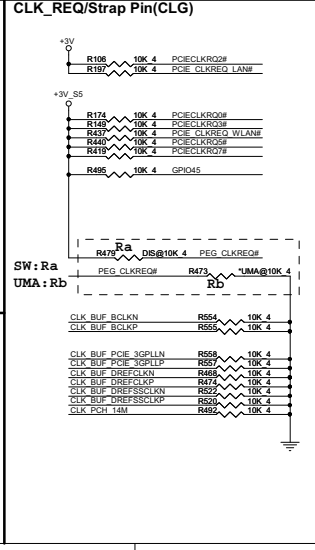 CLK_REQ/Strap Pin(CLG)
+3V
R106 10K_4 PCIECLKRQ2#
R197 10K_4 PCIE_CLKREQ_LAN#
+3V_S5
R174 10K_4 PCIECLKRQ0#
R149 10K_4 PCIECLKRQ3#
R437 10K_4 PCIE_CLKREQ_WLAN#
R440 10K_4 PCIECLKRQ5#
R419 10K_4 PCIECLKRQ7#
R495 10K_4 GPIO45
Ra
R479 DIS@10K_4 PEG_CLKREQ#
SW:Ra
PEG_CLKREQ# R473 *UMA@10K_4
UMA:Rb
Rb
CLK_BUF_BCLKN R554 10K_4
CLK_BUF_BCLKP R555 10K_4
CLK_BUF_PCIE_3GPLLN R558 10K_4
CLK_BUF_PCIE_3GPLLP R557 10K_4
CLK_BUF_DREFCLKN R468 10K_4
CLK_BUF_DREFCLKP R474 10K_4
CLK_BUF_DREFSSCLKN R522 10K_4
CLK_BUF_DREFSSCLKP R520 10K_4
CLK_PCH_14M R492 10K_4